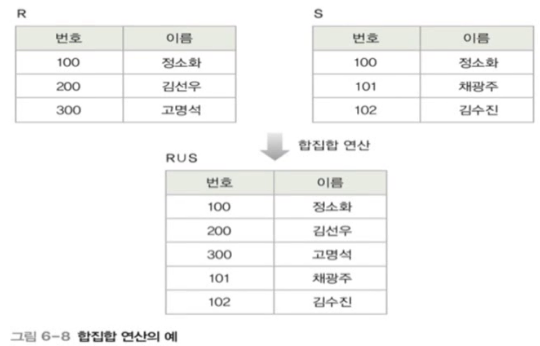 R
번호 이름
100 정소화
200 김선우
300 고명석
S
번호 이름
100 정소화
101 채광주
102 김수진
합집합 연산
R∪S
번호 이름
100 정소화
200 김선우
300 고명석
101 채광주
102 김수진
그림 6-8 합집합 연산의 예